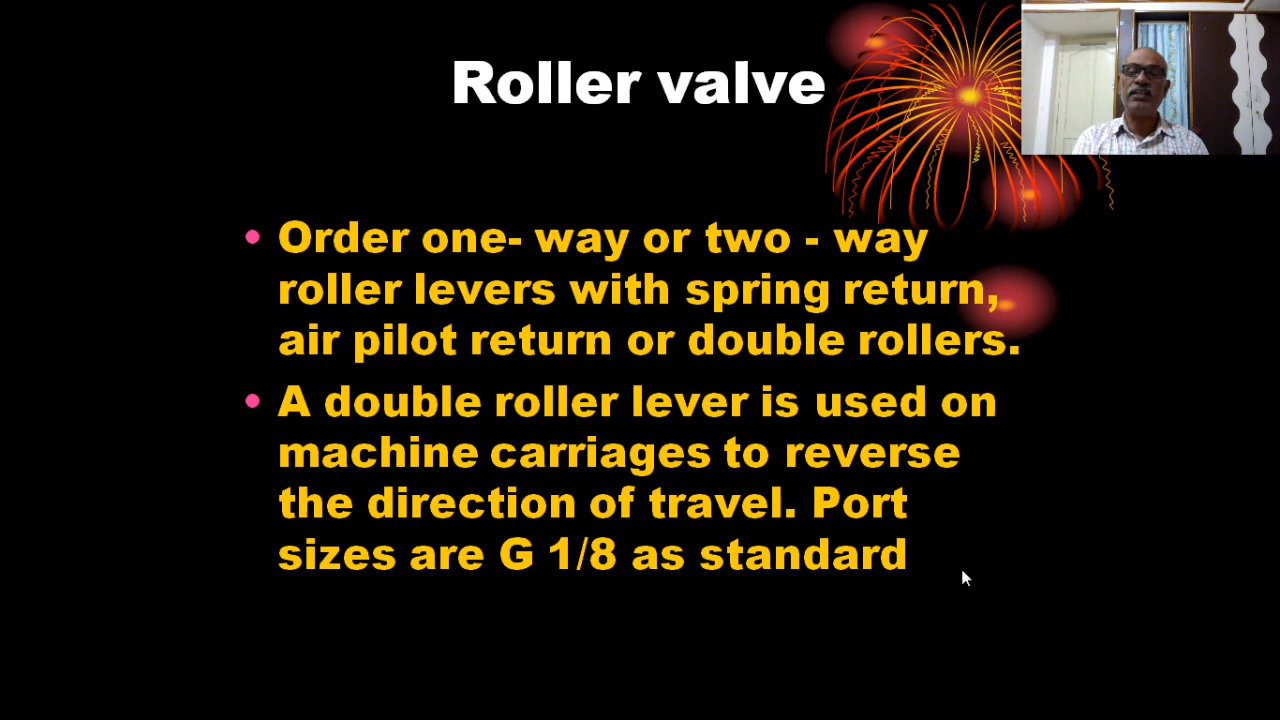 Roller valve
• Order one- way or two - way
roller levers with spring return,
air pilot return or double rollers.
• A double roller lever is used on
machine carriages to reverse
the direction of travel. Port
sizes are G 1/8 as standard